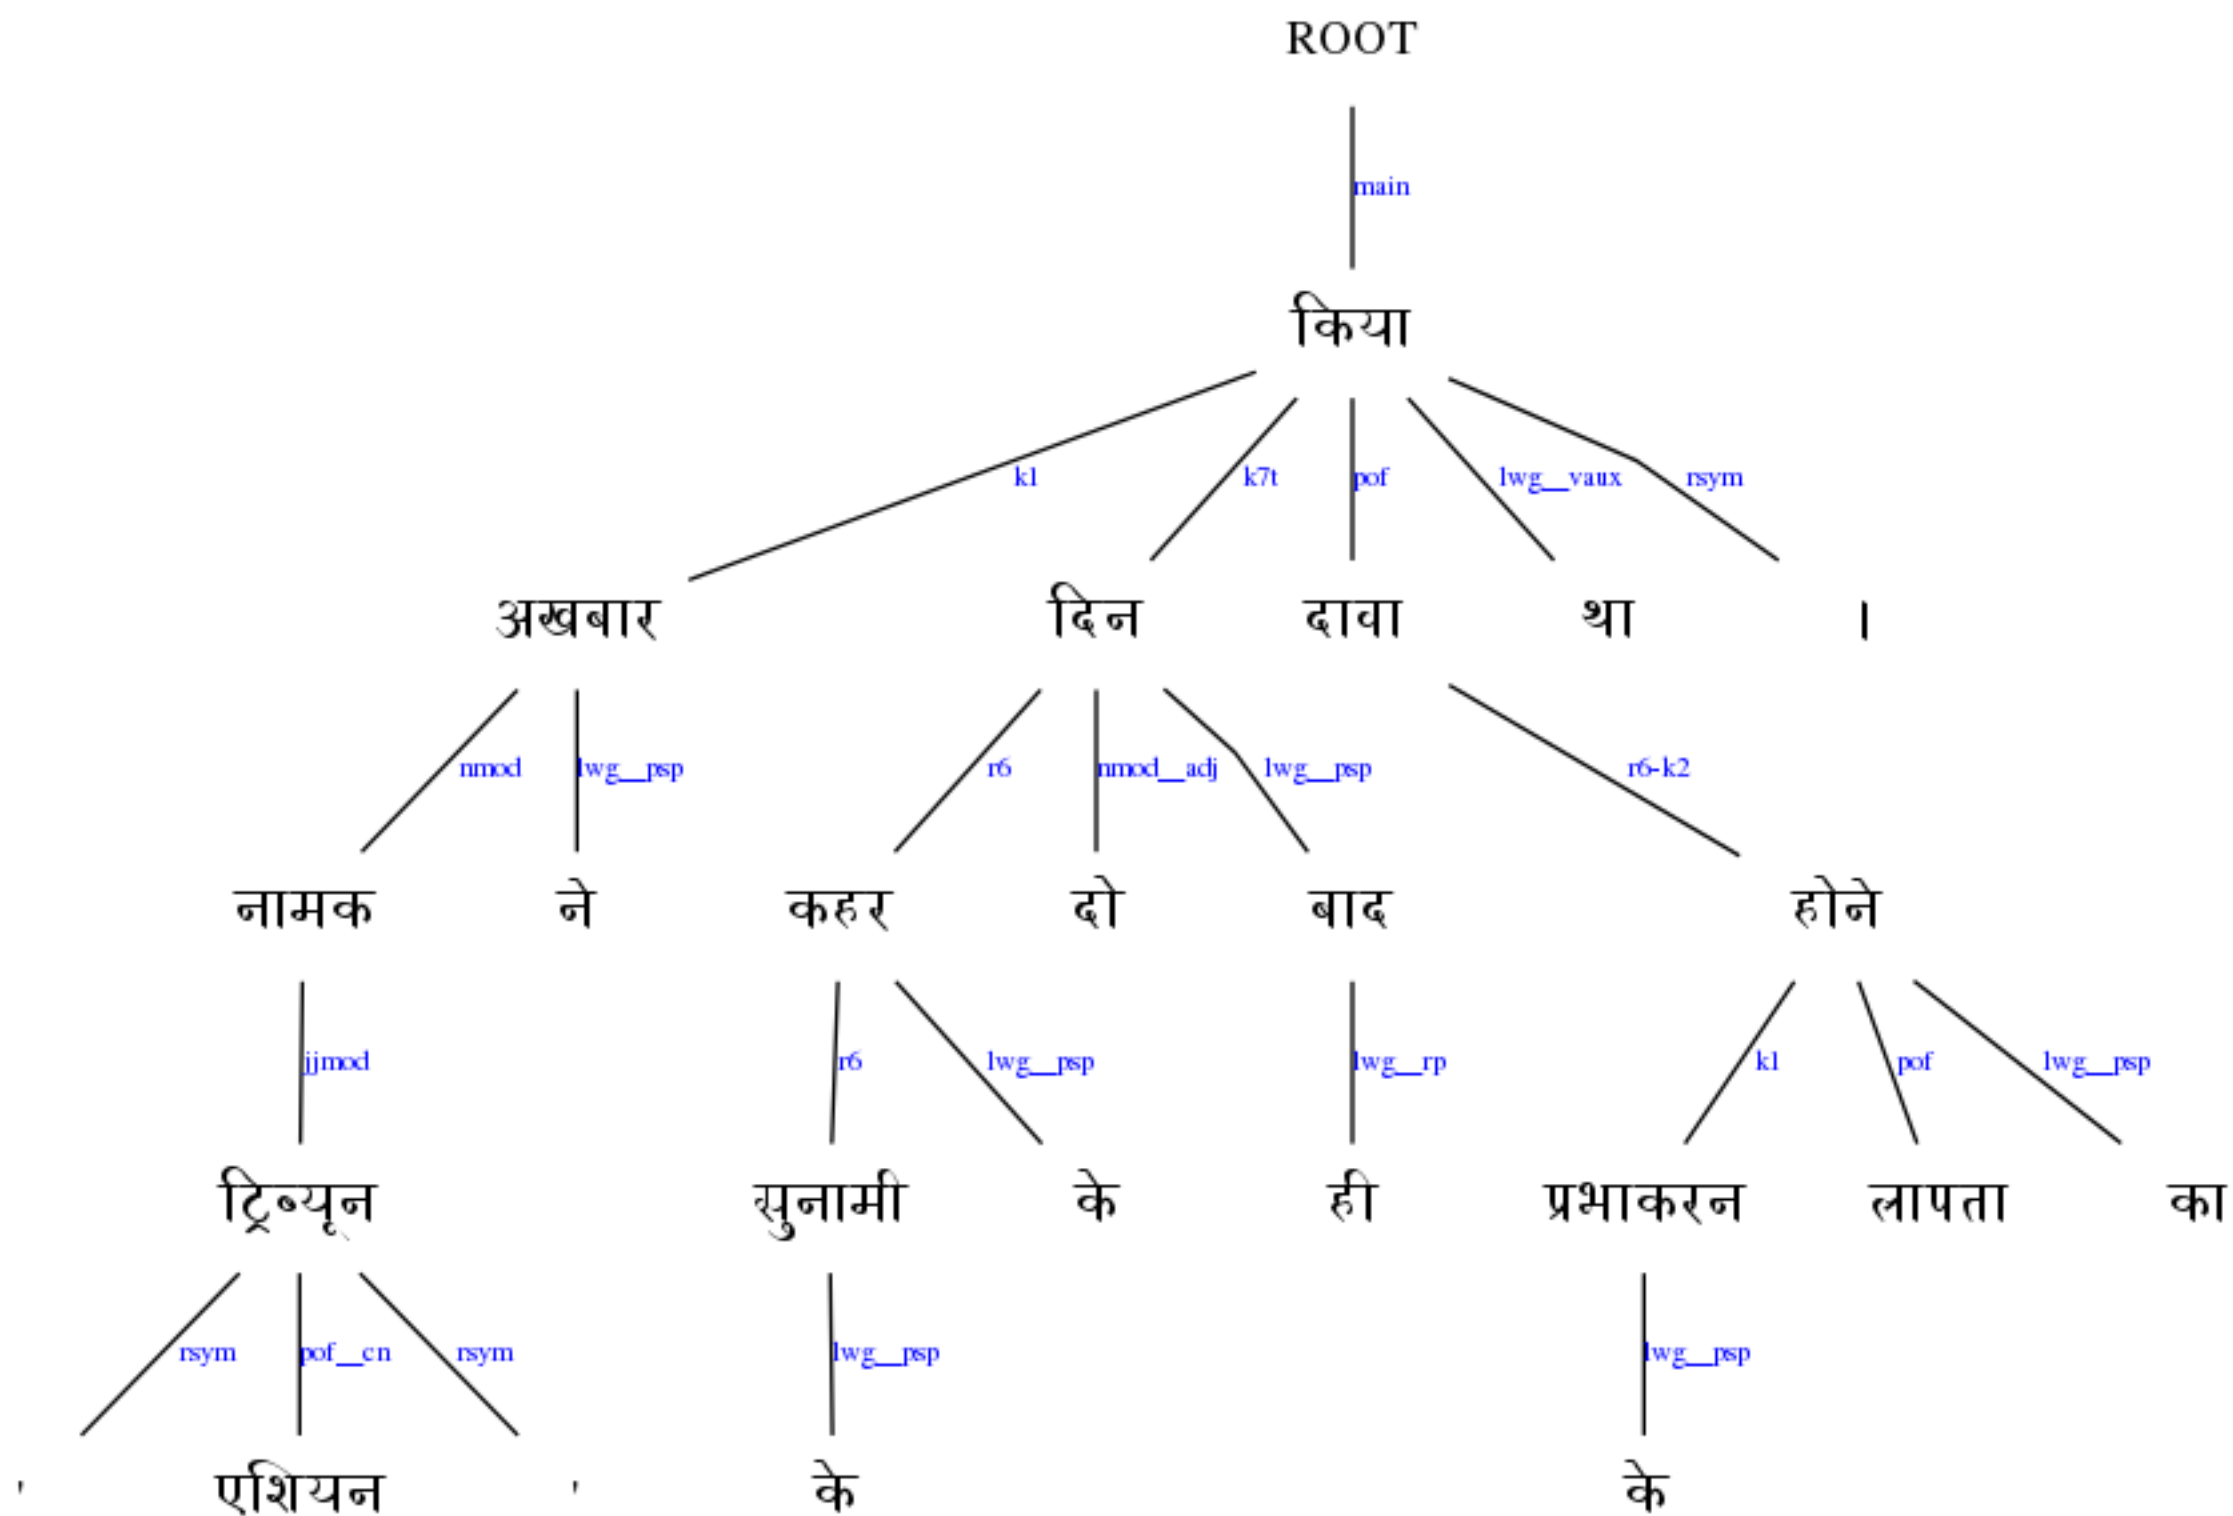 ROOT
main
किया
k1 k7t pof lwg__vaux rsym
अखबार दिन दावा था ।
nmod lwg__psp r6 nmod__adj lwg__psp r6-k2
नामक ने कहर दो बाद होने
jjmod r6 lwg__psp lwg__rp k1 pof lwg__psp
ट्रिब्यून सुनामी के ही प्रभाकरन लापता का
rsym pof__cn rsym lwg__psp lwg__psp
' एशियन ' के के